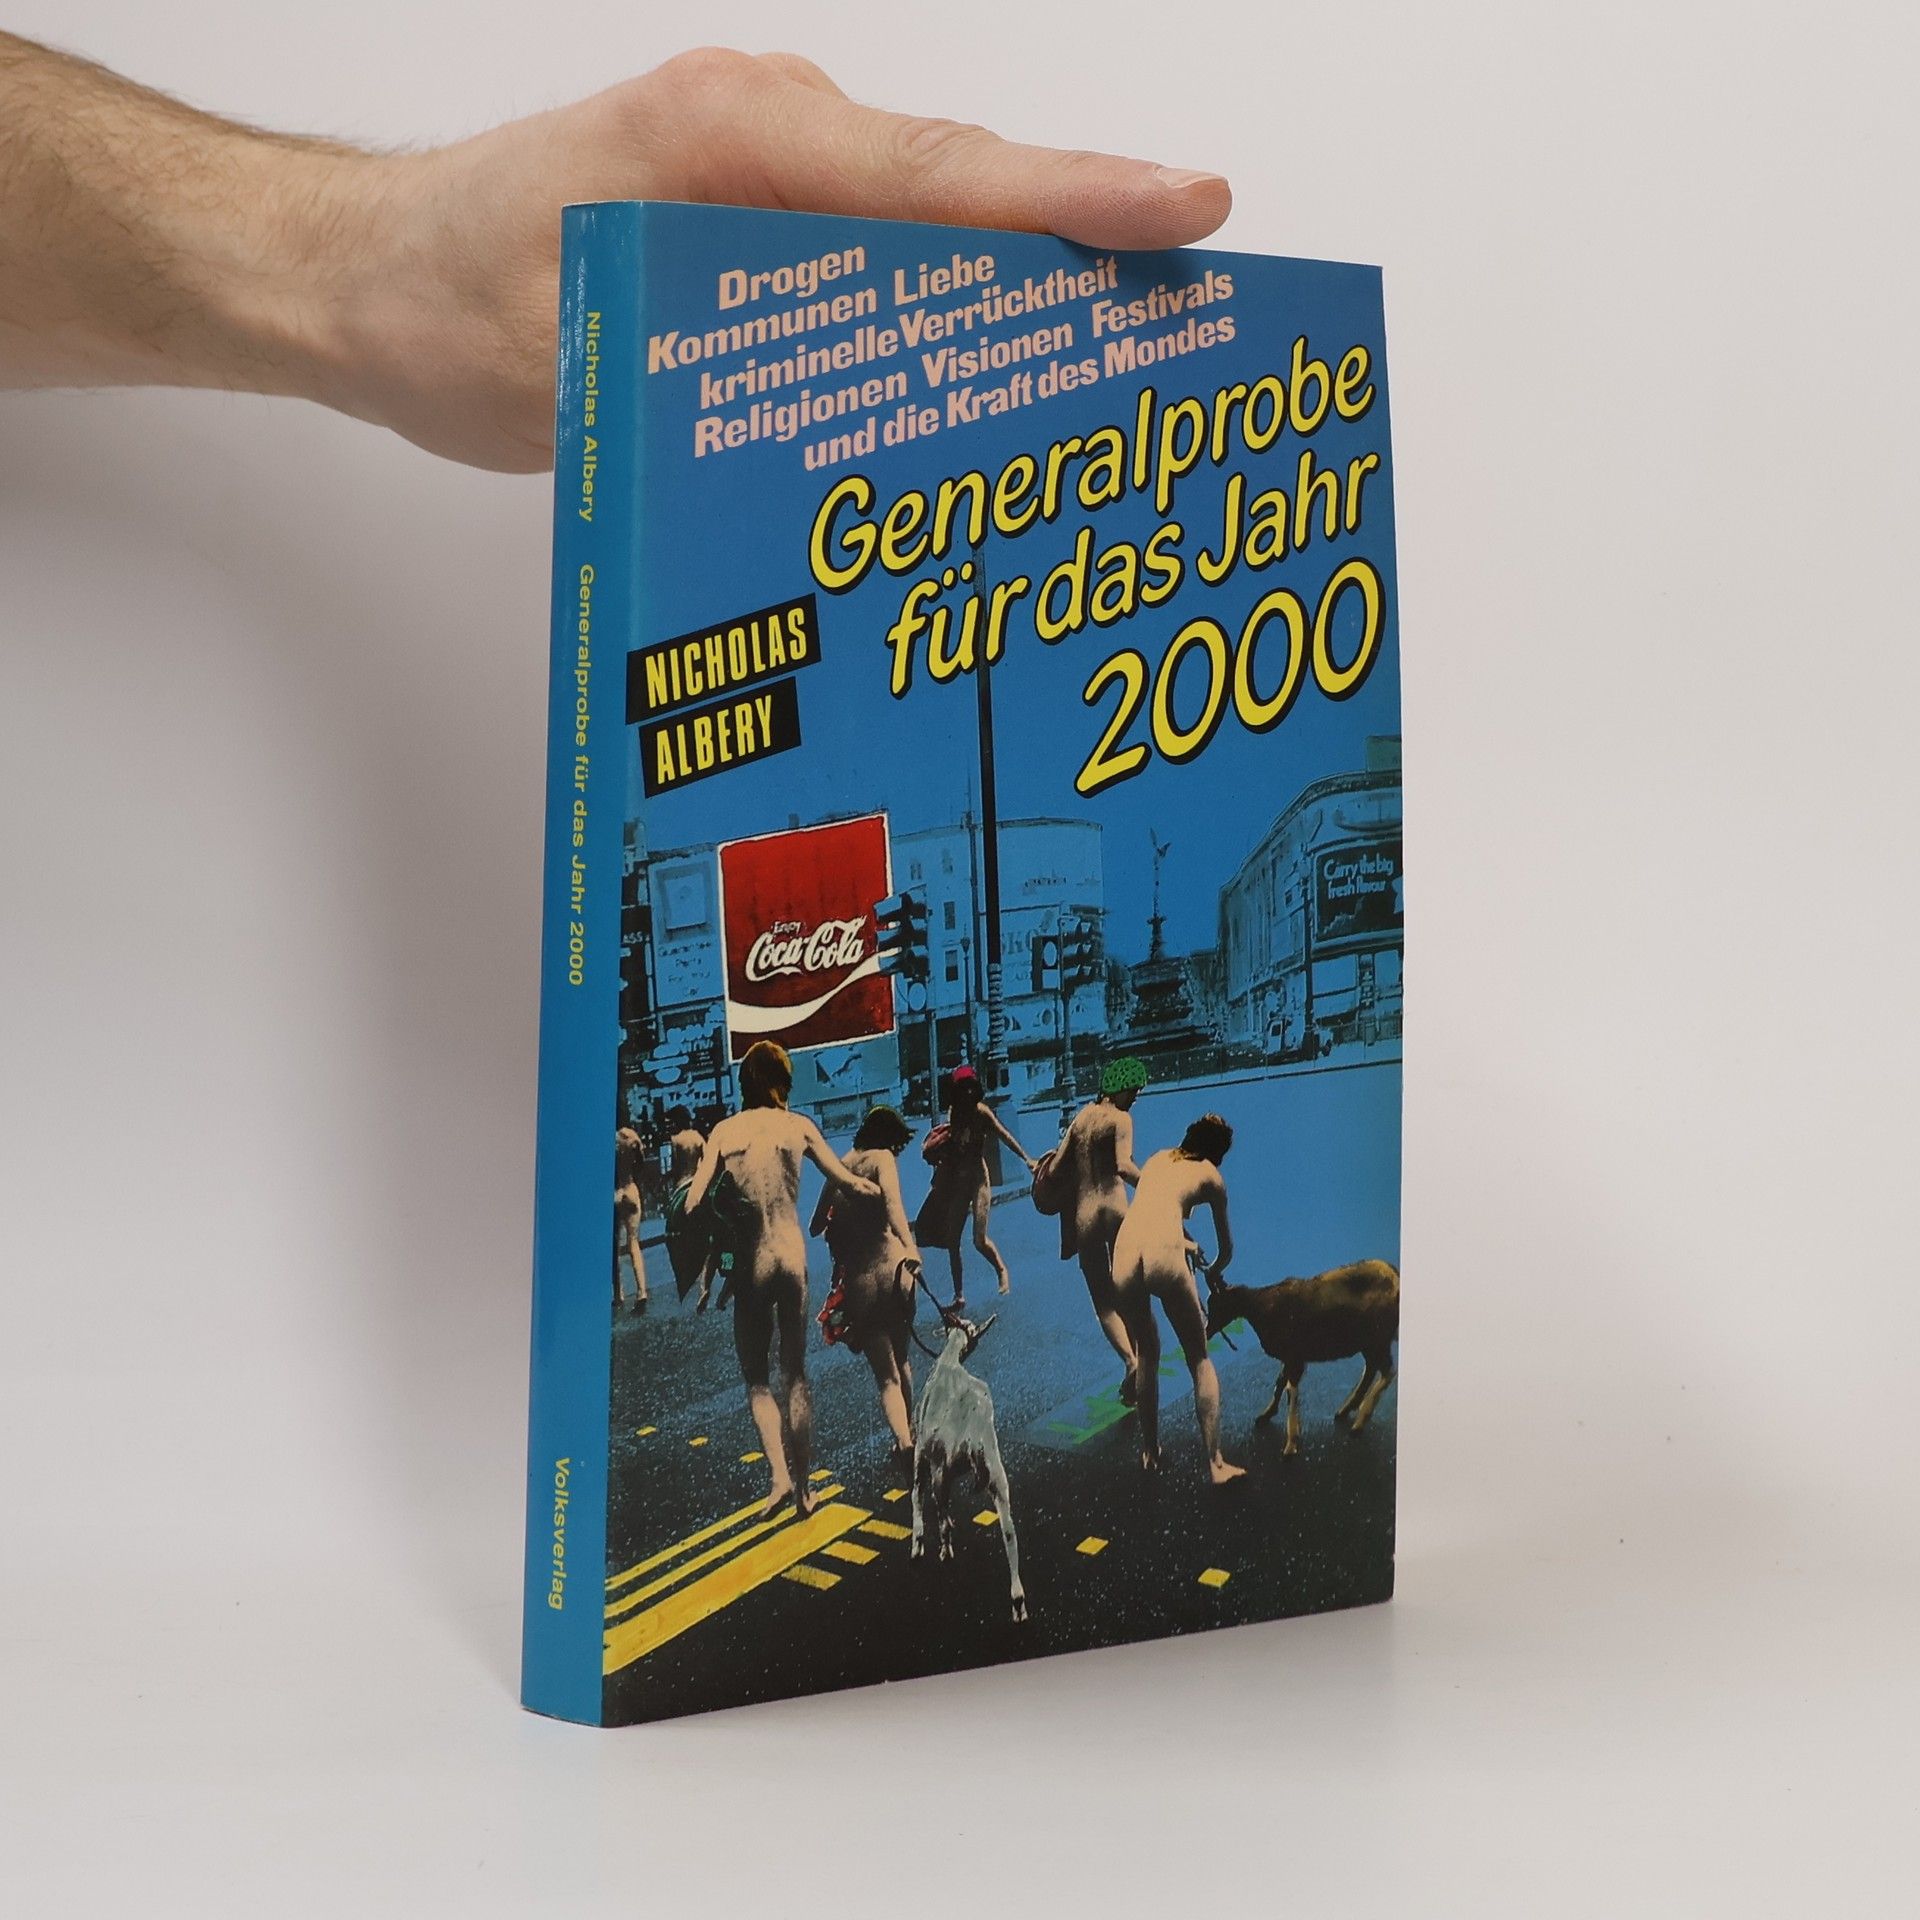 Drogen
Kommunen Liebe
kriminelle Verrücktheit
Religionen Visionen Festivals
und die Kraft des Mondes
Generalprobe
für das Jahr
2000
NICHOLAS
ALBERY
Enjoy
Coca-Cola
Carry the big
fresh flavour
Nicholas Albery Generalprobe für das Jahr 2000 Volksverlag